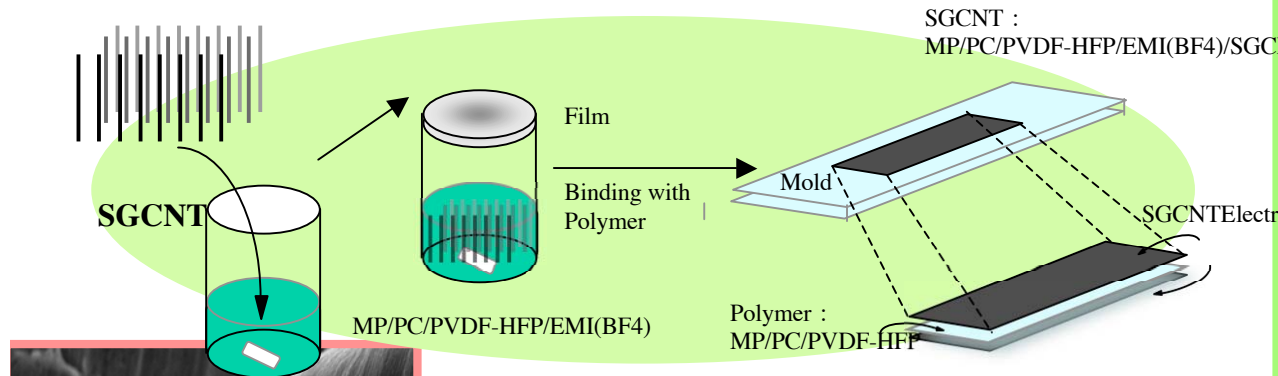 SGCNT :
MP/PC/PVDF-HFP/EMI(BF4)/SGC
Film
Binding with
Polymer
Mold
SGCNT
SGCNTElectr
MP/PC/PVDF-HFP/EMI(BF4)
Polymer :
MP/PC/PVDF-HFP